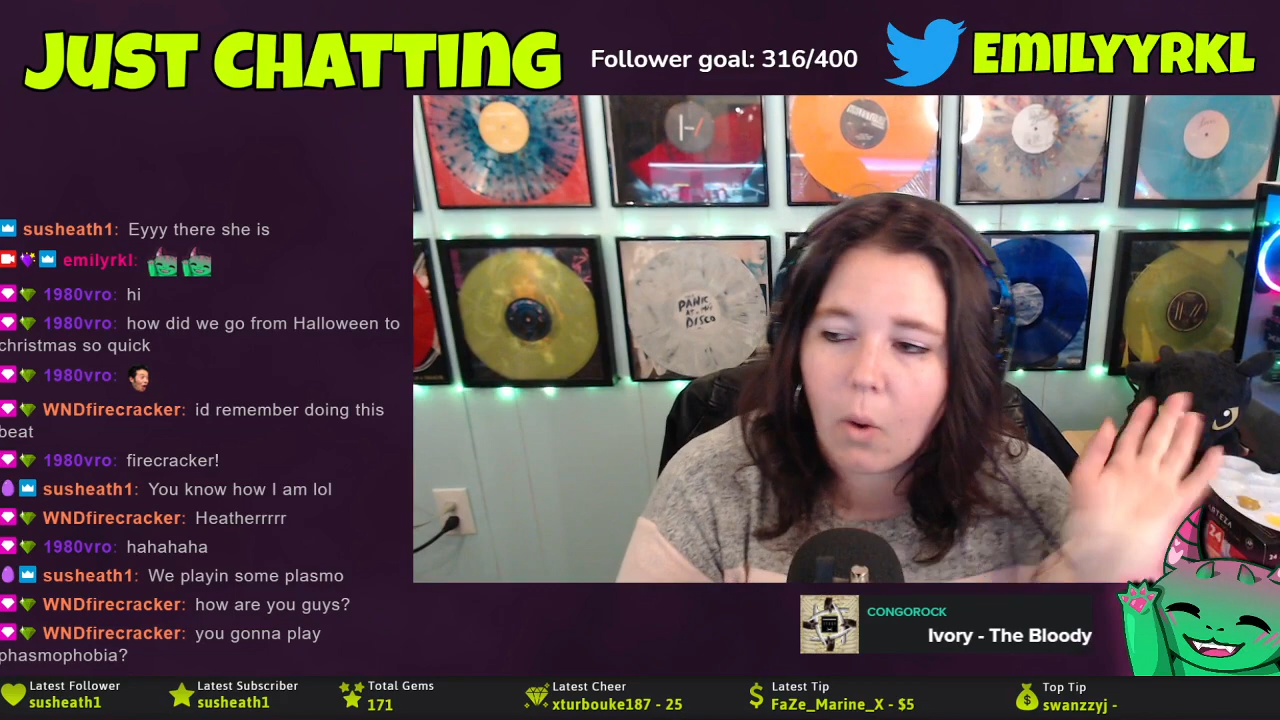 JUST CHATTING
Follower goal: 316/400
EMILYYRKL
susheath1: Eyyy there she is
emilyrkl:
1980vro: hi
1980vro: how did we go from Halloween to
christmas so quick
1980vro:
WNDfirecracker: id remember doing this
beat
1980vro: firecracker!
susheath1: You know how I am lol
WNDfirecracker: Heatherrrrr
1980vro: hahahaha
susheath1: We playin some plasmo
WNDfirecracker: how are you guys?
WNDfirecracker: you gonna play
phasmophobia?
PANIC
AT THE
DISCO
24
CONGOROCK
Ivory - The Bloody
Latest Follower
susheath1
Latest Subscriber
susheath1
Total Gems
171
Latest Cheer
xturbouke187 - 25
Latest Tip
FaZe_Marine_X - $5
Top Tip
swanzzyj -